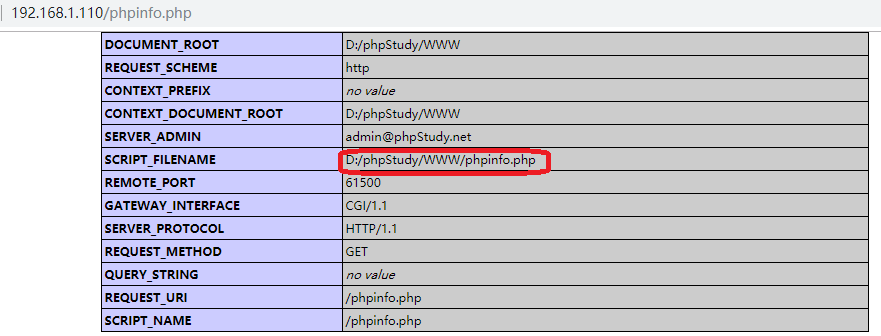 192.168.1.110/phpinfo.php
DOCUMENT_ROOT D:/phpStudy/WWW
REQUEST_SCHEME http
CONTEXT_PREFIX no value
CONTEXT_DOCUMENT_ROOT D:/phpStudy/WWW
SERVER_ADMIN admin@phpStudy.net
SCRIPT_FILENAME D:/phpStudy/WWW/phpinfo.php
REMOTE_PORT 61500
GATEWAY_INTERFACE CGI/1.1
SERVER_PROTOCOL HTTP/1.1
REQUEST_METHOD GET
QUERY_STRING no value
REQUEST_URI /phpinfo.php
SCRIPT_NAME /phpinfo.php